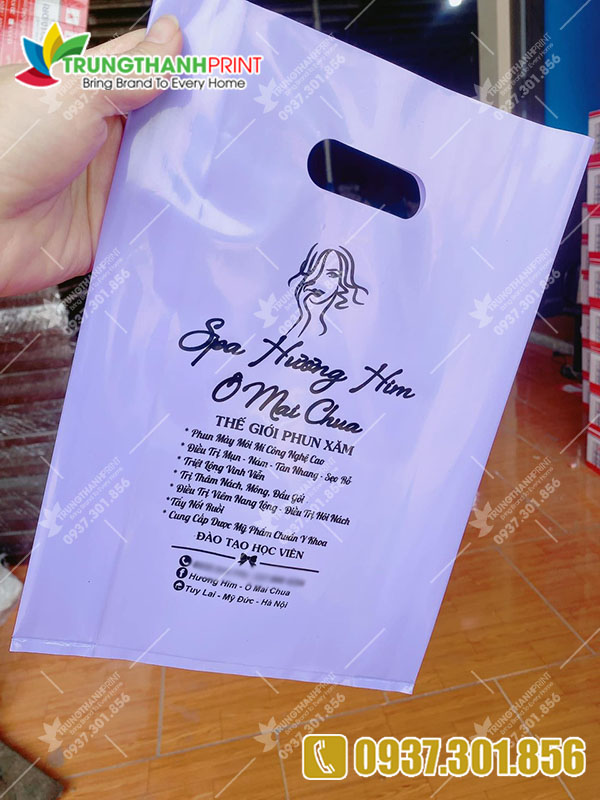 TRUNGTHANHPRINT
Bring Brand To Every Home
Spa Hương Him
Ô Mai Chua
THẾ GIỚI PHUN XĂM
* Phun Mày Môi Mí Công Nghệ Cao
* Điều Trị Mụn - Nám - Tàn Nhang - Sẹo Rỗ
* Triệt Lông Vĩnh Viễn
* Trị Thâm Nách, Mông, Đầu Gối
* Điều Trị Viêm Nang Lông - Điều Trị Hôi Nách
* Tẩy Nốt Ruồi
* Cung Cấp Dược Mỹ Phẩm Chuẩn Y Khoa
ĐÀO TẠO HỌC VIÊN
Hương Him - Ô Mai Chua
Tuy Lai - Mỹ Đức - Hà Nội
0937.301.856